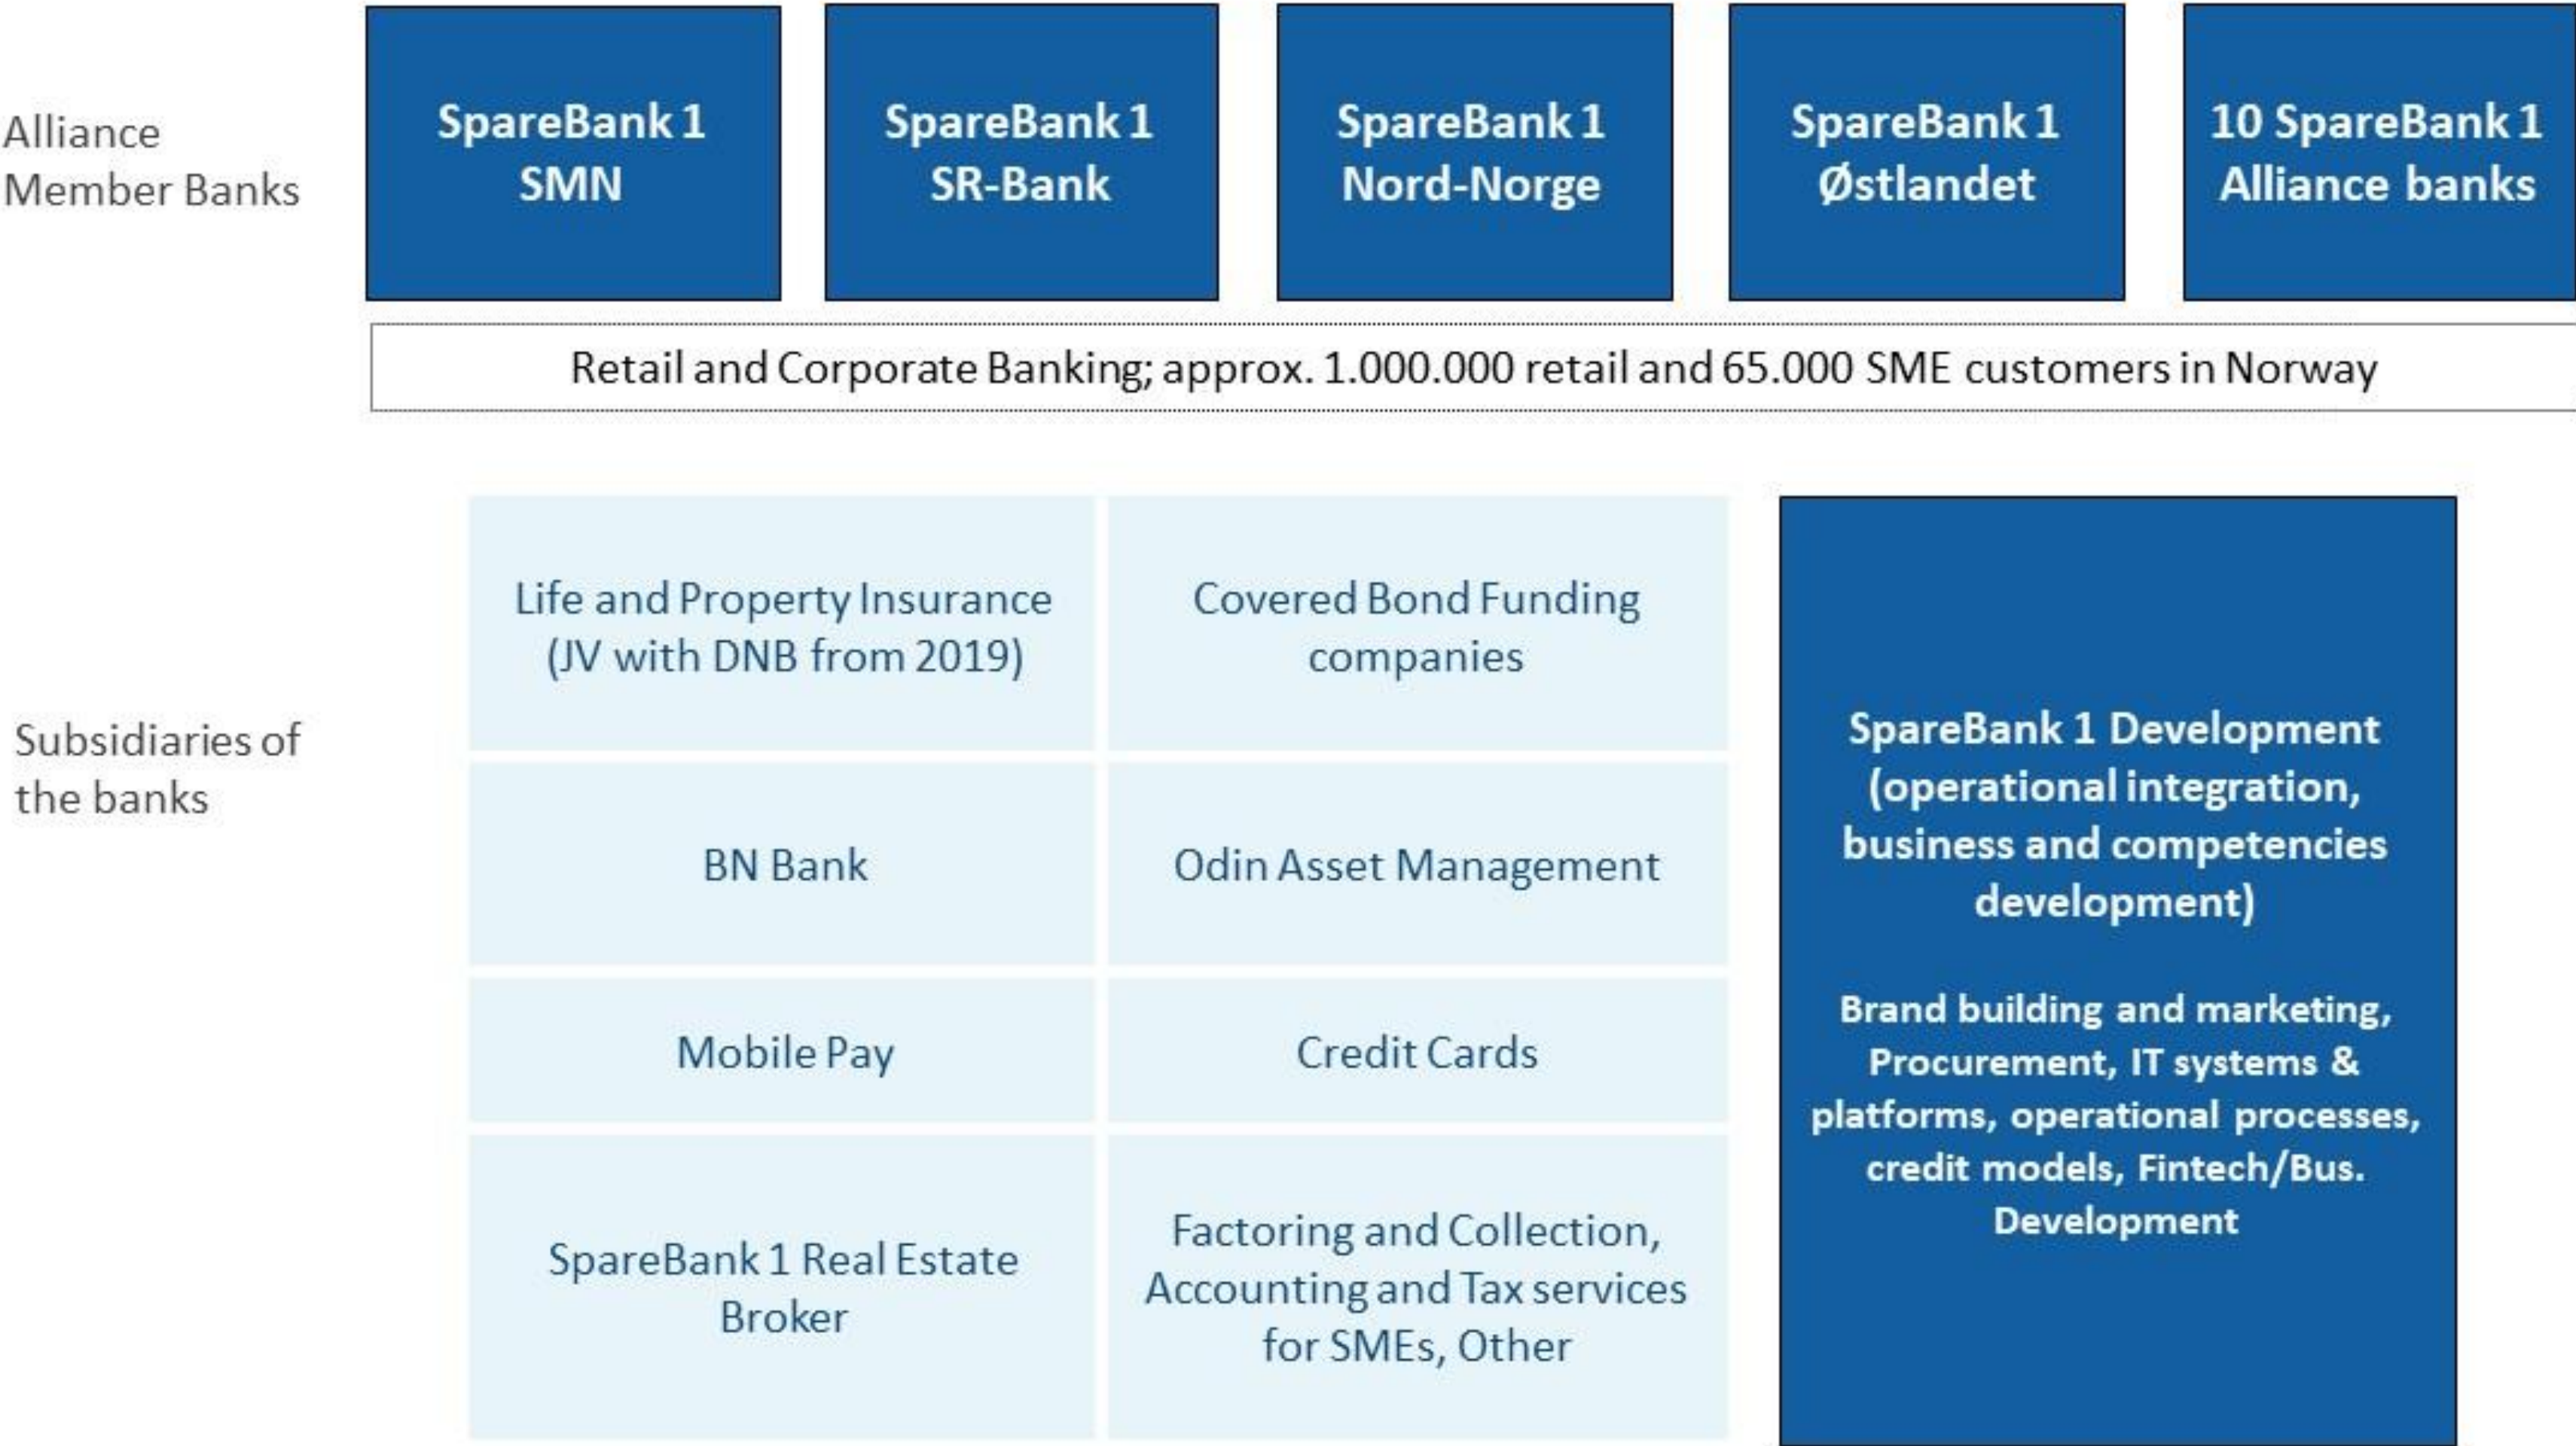 Alliance
Member Banks
SpareBank 1
SMN
SpareBank 1
SR-Bank
SpareBank 1
Nord-Norge
SpareBank 1
Østlandet
10 SpareBank 1
Alliance banks
Retail and Corporate Banking; approx. 1.000.000 retail and 65.000 SME customers in Norway
Subsidiaries of
the banks
Life and Property Insurance
(JV with DNB from 2019)
Covered Bond Funding
companies
BN Bank
Odin Asset Management
Mobile Pay
Credit Cards
SpareBank 1 Real Estate
Broker
Factoring and Collection,
Accounting and Tax services
for SMEs, Other
SpareBank 1 Development
(operational integration,
business and competencies
development)
Brand building and marketing,
Procurement, IT systems &
platforms, operational processes,
credit models, Fintech/Bus.
Development